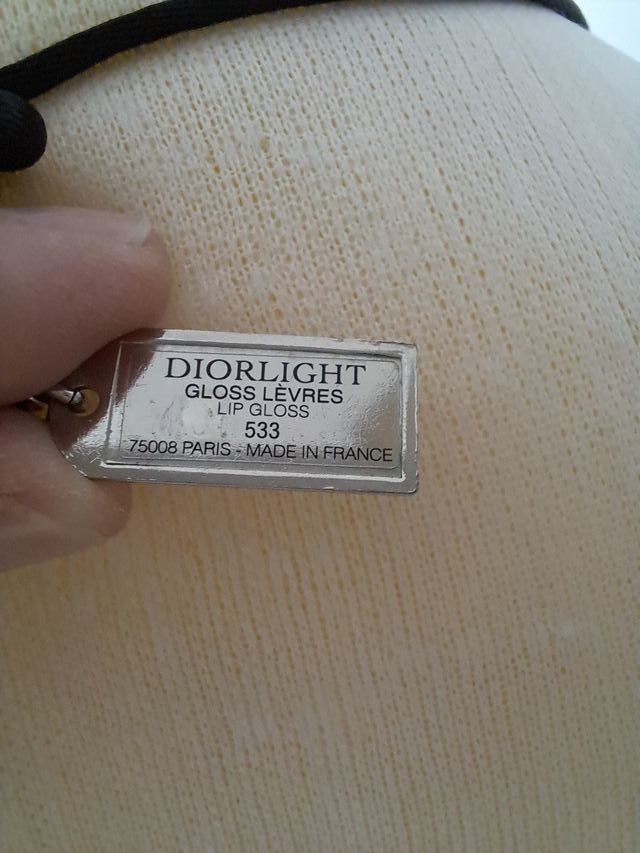 DIORLIGHT
GLOSS LÈVRES
LIP GLOSS
533
75008 PARIS - MADE IN FRANCE